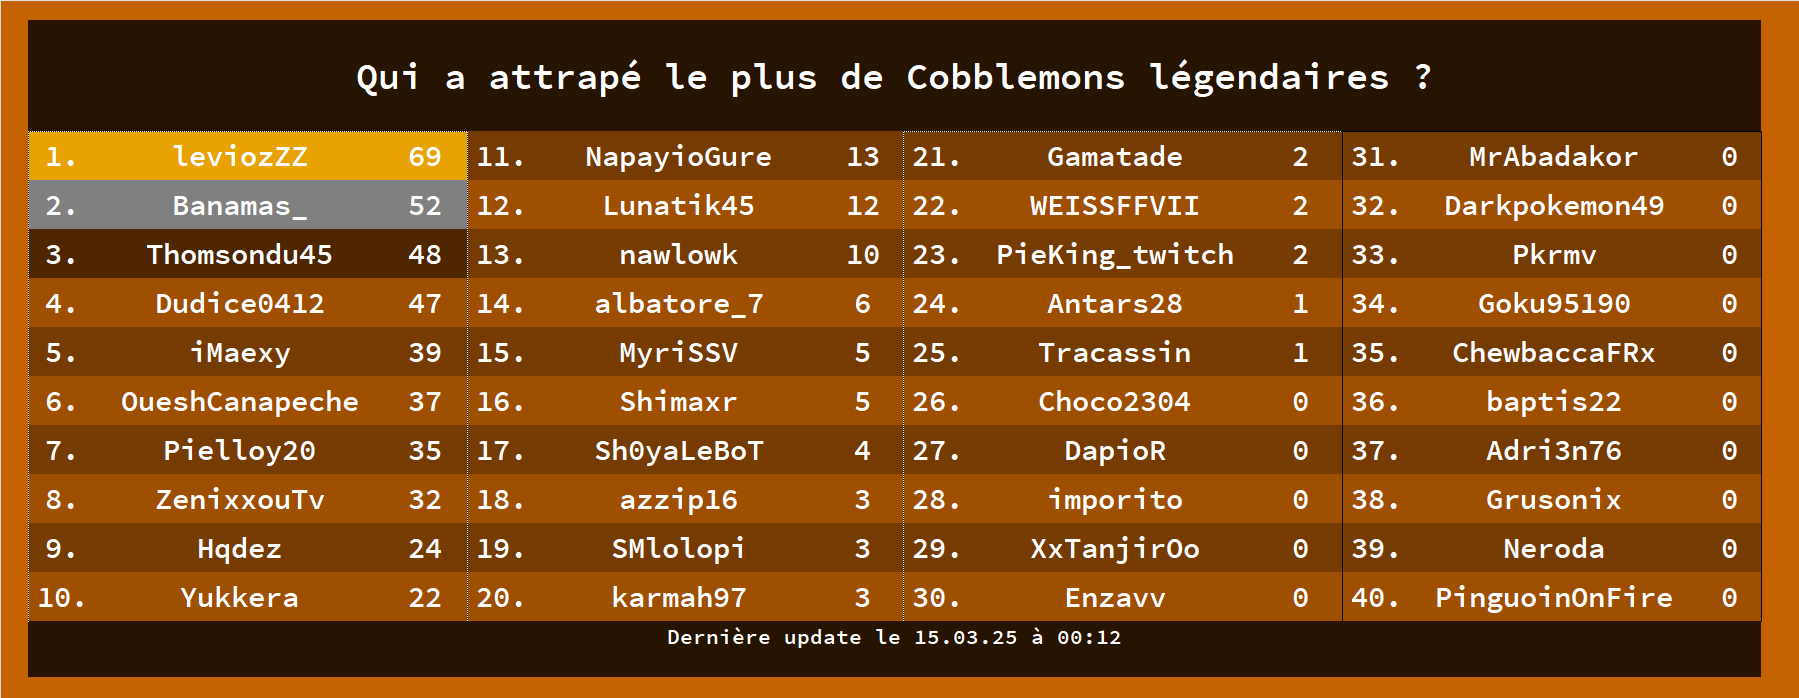 Qui a attrapé le plus de Cobblemons légendaires ?
1. leviozZZ 69 11. NapayioGure 13 21. Gamatade 2 31. MrAbadakor 0
2. Banamas_ 52 12. Lunatik45 12 22. WEISSFFVII 2 32. Darkpokemon49 0
3. Thomsondu45 48 13. nawlowk 10 23. PieKing_twitch 2 33. Pkrmv 0
4. Dudice0412 47 14. albatore_7 6 24. Antars28 1 34. Goku95190 0
5. iMaexy 39 15. MyriSSV 5 25. Tracassin 1 35. ChewbaccaFRx 0
6. OueshCanapeche 37 16. Shimaxr 5 26. Choco2304 0 36. baptis22 0
7. Pielloy20 35 17. Sh0yaLeBoT 4 27. DapioR 0 37. Adri3n76 0
8. ZenixxouTv 32 18. azzip16 3 28. imporito 0 38. Grusonix 0
9. Hqdez 24 19. SMlolopi 3 29. XxTanjirOo 0 39. Neroda 0
10. Yukkera 22 20. karmah97 3 30. Enzavv 0 40. PinguoinOnFire 0
Dernière update le 15.03.25 à 00:12